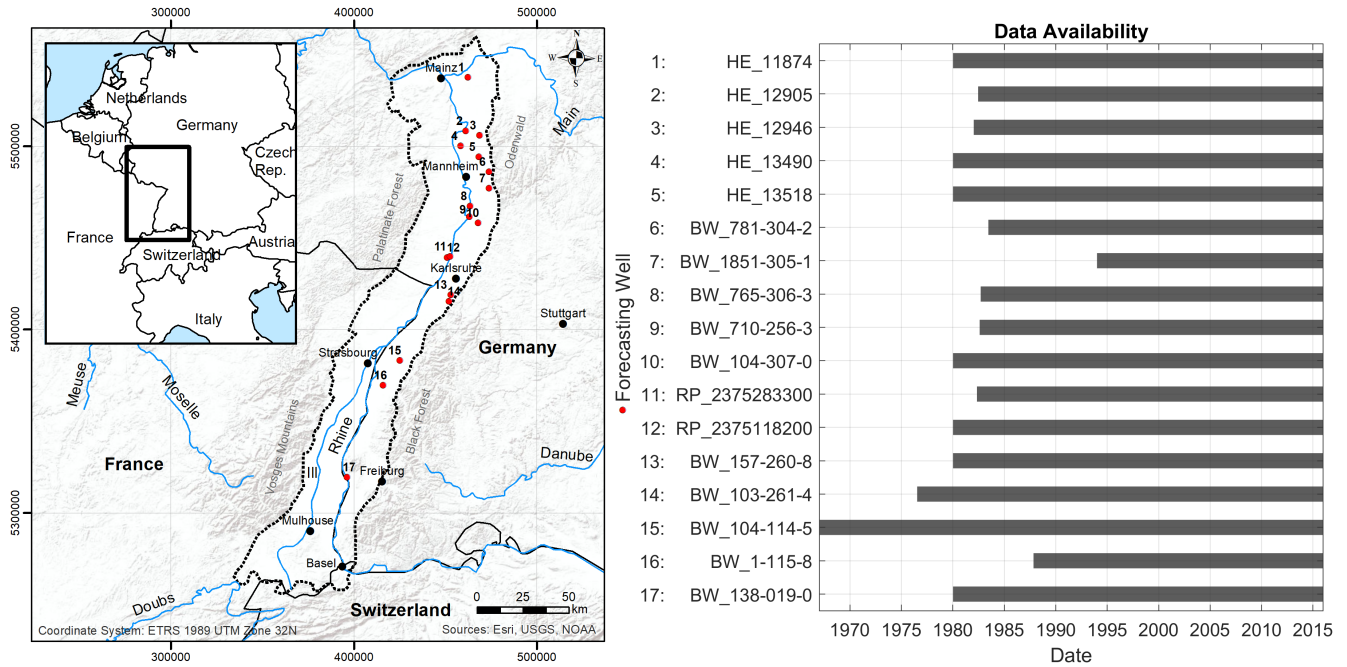 300000
400000
500000
Netherlands
Belgium
Germany
Czech
Rep.
France
Austria
Switzerland
Italy
N
W
E
S
Mainz
1
Main
2
3
4
5
Odenwald
6
Mannheim
7
Palatinate Forest
8
9
10
11
12
Karlsruhe
13
14
Stuttgart
Germany
Strasbourg
15
16
Meuse
Moselle
Vosges Mountains
Rhine
Black Forest
France
Ill
17
Freiburg
Danube
Mulhouse
Basel
Doubs
Switzerland
0
25
50
km
Coordinate System: ETRS 1989 UTM Zone 32N
Sources: Esri, USGS, NOAA
5500000
5400000
5300000
300000
400000
500000
Data Availability
Forecasting Well
1: HE_11874
2: HE_12905
3: HE_12946
4: HE_13490
5: HE_13518
6: BW_781-304-2
7: BW_1851-305-1
8: BW_765-306-3
9: BW_710-256-3
10: BW_104-307-0
11: RP_2375283300
12: RP_2375118200
13: BW_157-260-8
14: BW_103-261-4
15: BW_104-114-5
16: BW_1-115-8
17: BW_138-019-0
1970 1975 1980 1985 1990 1995 2000 2005 2010 2015
Date